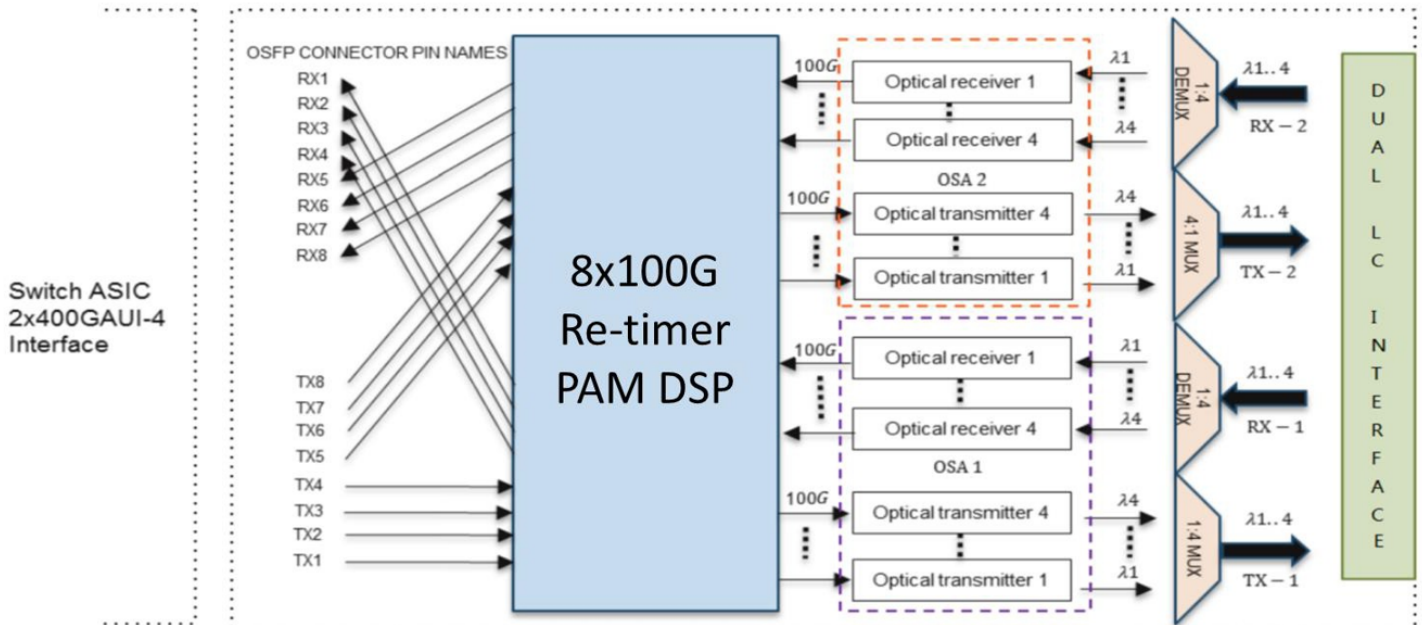 Switch ASIC
2x400GAUI-4
Interface
OSFP CONNECTOR PIN NAMES
RX1
RX2
RX3
RX4
RX5
RX6
RX7
RX8
TX8
TX7
TX6
TX5
TX4
TX3
TX2
TX1
8x100G
Re-timer
PAM DSP
100G
Optical receiver 1
λ1
Optical receiver 4
λ4
OSA 2
100G
Optical transmitter 4
λ4
Optical transmitter 1
λ1
100G
Optical receiver 1
λ1
Optical receiver 4
λ4
OSA 1
100G
Optical transmitter 4
λ4
Optical transmitter 1
λ1
1:4
DEMUX
λ1..4
RX−2
4:1 MUX
λ1..4
TX−2
1:4
DEMUX
λ1..4
RX−1
1:4 MUX
λ1..4
TX−1
DUAL LC INTERFACE